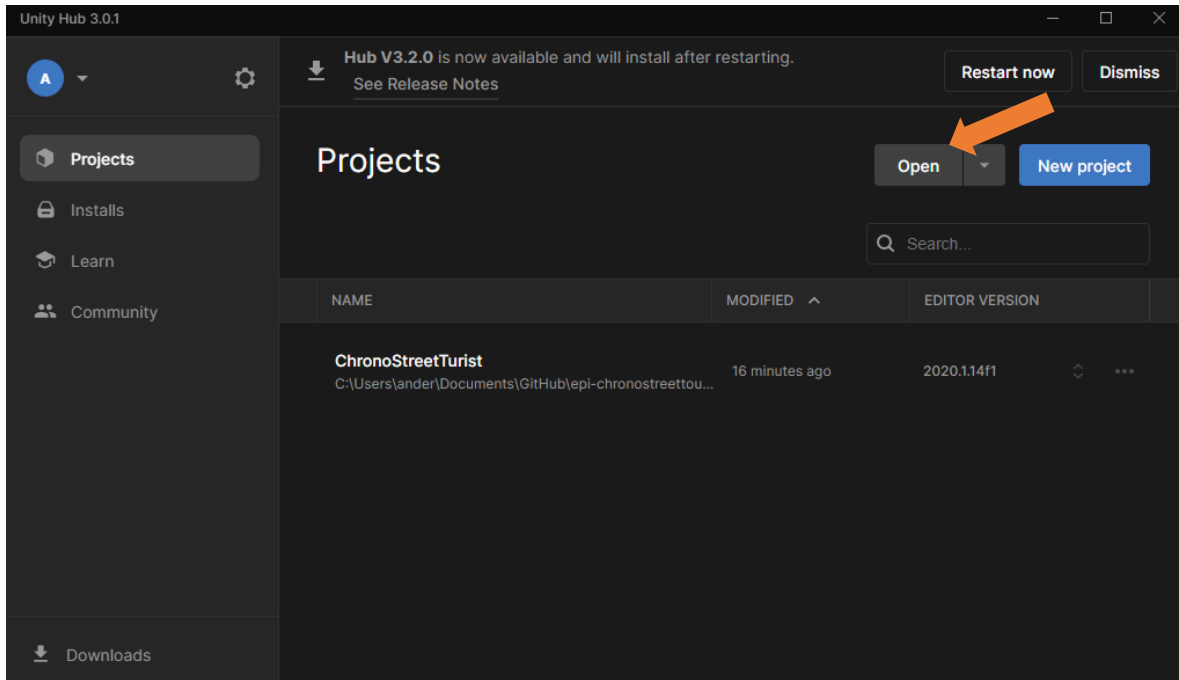 Unity Hub 3.0.1
A
Hub V3.2.0 is now available and will install after restarting.
See Release Notes
Restart now
Dismiss
Projects
Installs
Learn
Community
Downloads
Projects
Open
New project
Search...
NAME
MODIFIED
EDITOR VERSION
ChronoStreetTurist
C:\Users\ander\Documents\GitHub\epi-chronostreettou...
16 minutes ago
2020.1.14f1